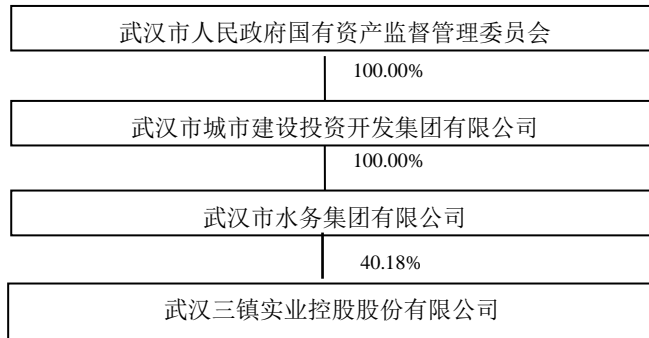 武汉市人民政府国有资产监督管理委员会
100.00%
武汉市城市建设投资开发集团有限公司
100.00%
武汉市水务集团有限公司
40.18%
武汉三镇实业控股股份有限公司